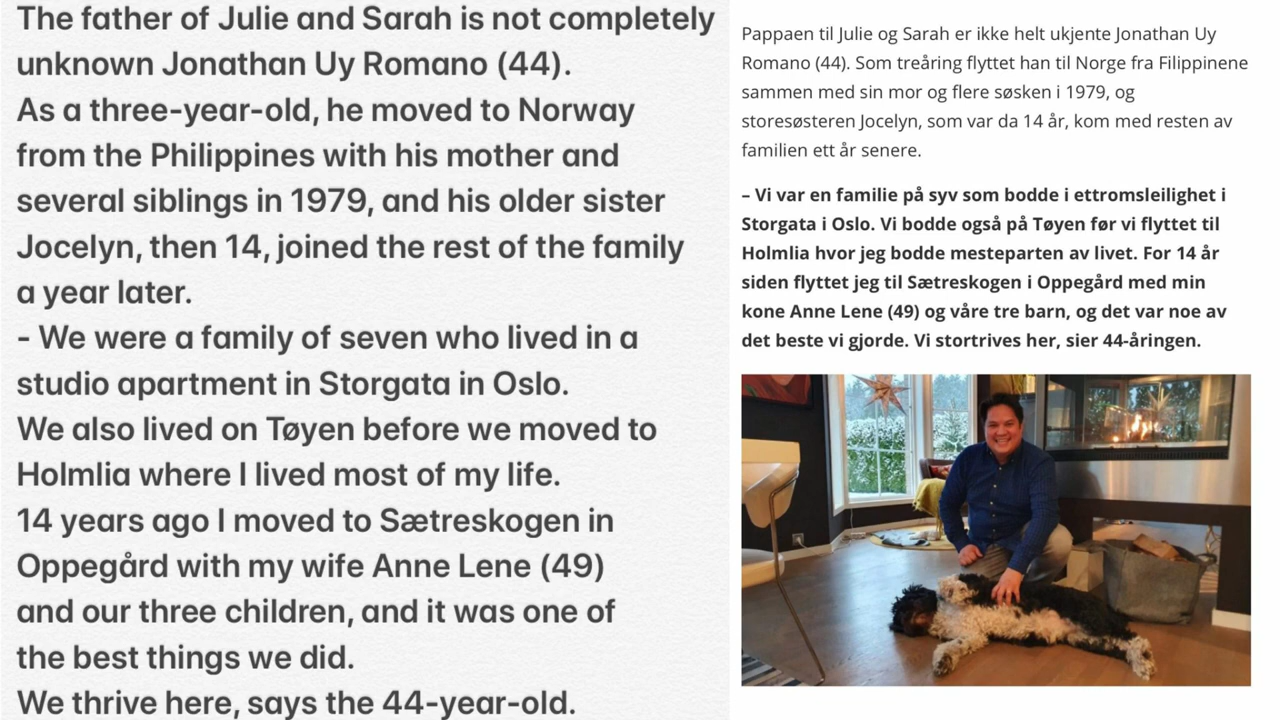 The father of Julie and Sarah is not completely
unknown Jonathan Uy Romano (44).
As a three-year-old, he moved to Norway
from the Philippines with his mother and
several siblings in 1979, and his older sister
Jocelyn, then 14, joined the rest of the family
a year later.
- We were a family of seven who lived in a
studio apartment in Storgata in Oslo.
We also lived on Tøyen before we moved to
Holmlia where I lived most of my life.
14 years ago I moved to Sætreskogen in
Oppegård with my wife Anne Lene (49)
and our three children, and it was one of
the best things we did.
We thrive here, says the 44-year-old.
Pappaen til Julie og Sarah er ikke helt ukjente Jonathan Uy
Romano (44). Som treåring flyttet han til Norge fra Filippinene
sammen med sin mor og flere søsken i 1979, og
storesøsteren Jocelyn, som var da 14 år, kom med resten av
familien ett år senere.
– Vi var en familie på syv som bodde i ettromsleilighet i
Storgata i Oslo. Vi bodde også på Tøyen før vi flyttet til
Holmlia hvor jeg bodde mesteparten av livet. For 14 år
siden flyttet jeg til Sætreskogen i Oppegård med min
kone Anne Lene (49) og våre tre barn, og det var noe av
det beste vi gjorde. Vi stortrives her, sier 44-åringen.